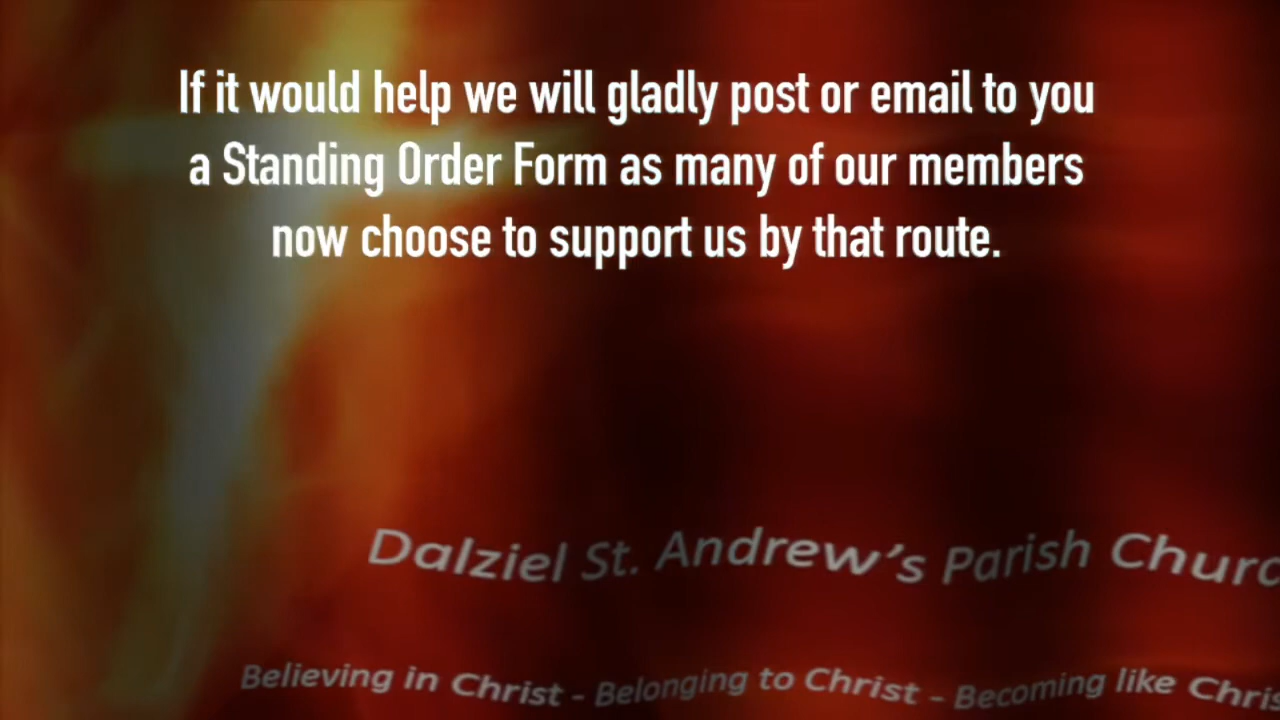 If it would help we will gladly post or email to you
a Standing Order Form as many of our members
now choose to support us by that route.
Dalziel St. Andrew's Parish Churc
Believing in Christ - Belonging to Christ - Becoming like Chris